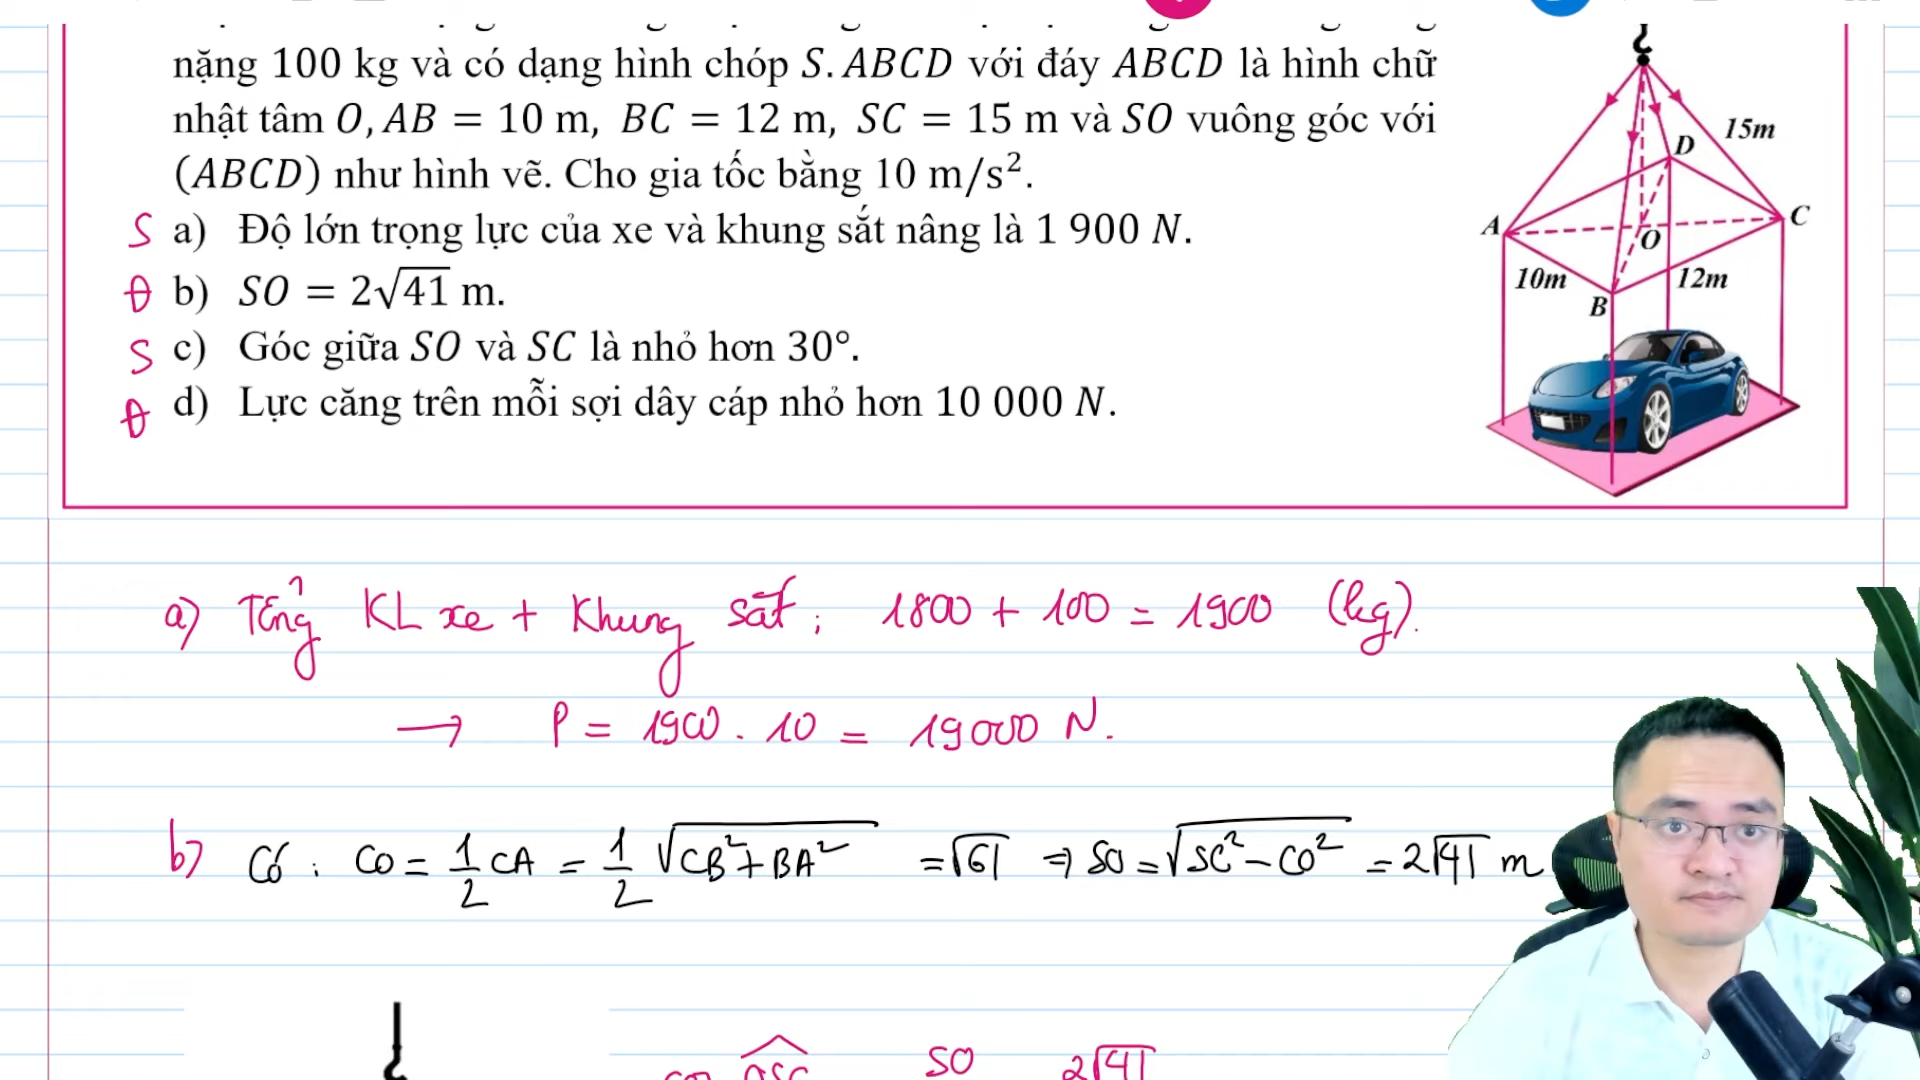 nặng 100 kg và có dạng hình chóp S.ABCD với đáy ABCD là hình chữ
nhật tâm O, AB = 10 m, BC = 12 m, SC = 15 m và SO vuông góc với
(ABCD) như hình vẽ. Cho gia tốc bằng 10 m/s².
S a) Độ lớn trọng lực của xe và khung sắt nâng là 1 900 N.
Đ b) SO = 2√41 m.
S c) Góc giữa SO và SC là nhỏ hơn 30°.
Đ d) Lực căng trên mỗi sợi dây cáp nhỏ hơn 10 000 N.
15m
D
A
C
O
10m
12m
B
a) Tổng KL xe + Khung sắt: 1800 + 100 = 1900 (kg).
→ P = 1900 . 10 = 19000 N.
b) Có: CO = 1/2 CA = 1/2 √(CB² + BA²) = √61 ⇒ SO = √(SC² − CO²) = 2√41 m
SO 2√41